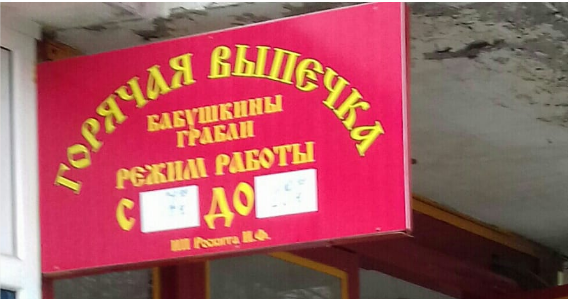 ГОРЯЧАЯ ВЫПЕЧКА
БАБУШКИНЫ
ГРАБЛИ
РЕЖИМ РАБОТЫ
С ДО